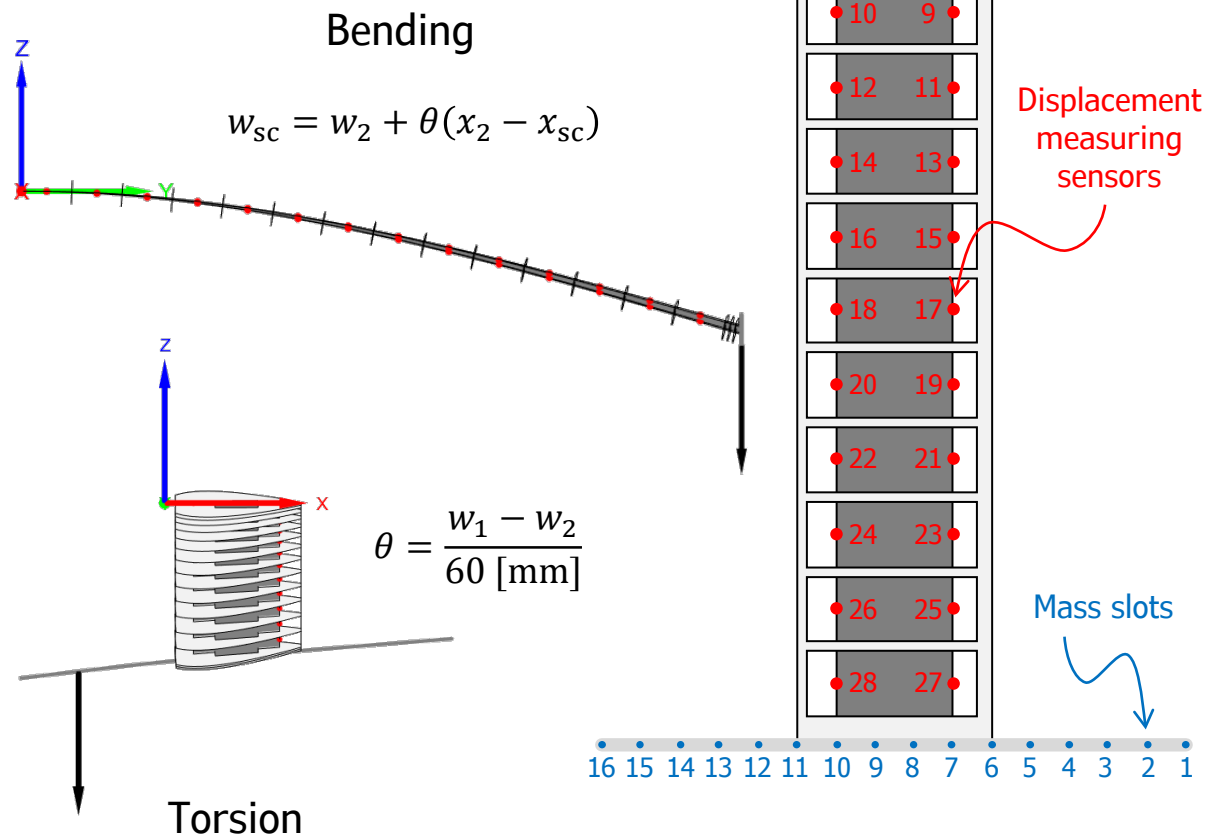 Bending
Z
w_sc = w_2 + θ(x_2 − x_sc)
X
Y
z
x
θ = (w_1 − w_2) / 60 [mm]
Torsion
10 9
12 11
14 13
16 15
18 17
20 19
22 21
24 23
26 25
28 27
Displacement
measuring
sensors
Mass slots
16 15 14 13 12 11 10 9 8 7 6 5 4 3 2 1